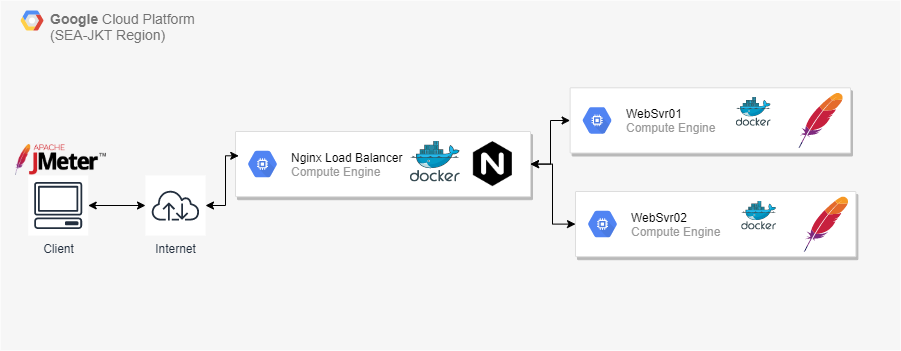 Google Cloud Platform
(SEA-JKT Region)
APACHE
JMeter™
Client
Internet
Nginx Load Balancer
Compute Engine
docker
N
WebSvr01
Compute Engine
docker
WebSvr02
Compute Engine
docker